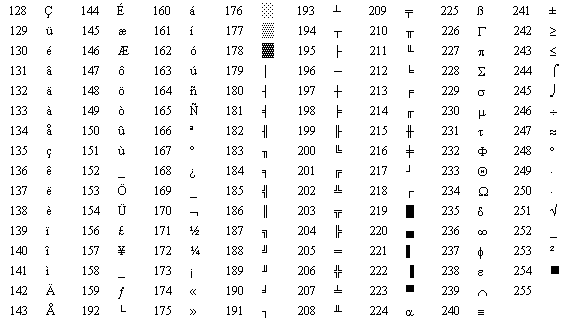 128 Ç 144 É 160 á 176 ░ 193 ┴ 209 ╤ 225 ß 241 ±
129 ü 145 æ 161 í 177 ▒ 194 ┬ 210 ╥ 226 Γ 242 ≥
130 é 146 Æ 162 ó 178 ▓ 195 ├ 211 ╙ 227 π 243 ≤
131 â 147 ô 163 ú 179 │ 196 ─ 212 ╘ 228 Σ 244 ⌠
132 ä 148 ö 164 ñ 180 ┤ 197 ┼ 213 ╒ 229 σ 245 ⌡
133 à 149 ò 165 Ñ 181 ╡ 198 ╞ 214 ╓ 230 µ 246 ÷
134 å 150 û 166 ª 182 ╢ 199 ╟ 215 ╫ 231 τ 247 ≈
135 ç 151 ù 167 º 183 ╖ 200 ╚ 216 ╪ 232 Φ 248 °
136 ê 152 _ 168 ¿ 184 ╕ 201 ╔ 217 ┘ 233 Θ 249 ·
137 ë 153 Ö 169 _ 185 ╣ 202 ╩ 218 ┌ 234 Ω 250 ·
138 è 154 Ü 170 ¬ 186 ║ 203 ╦ 219 █ 235 δ 251 √
139 ï 156 £ 171 ½ 187 ╗ 204 ╠ 220 ▄ 236 ∞ 252 _
140 î 157 ¥ 172 ¼ 188 ╝ 205 ═ 221 ▌ 237 φ 253 ²
141 ì 158 _ 173 ¡ 189 ╜ 206 ╬ 222 ▐ 238 ε 254 ■
142 Ä 159 ƒ 174 « 190 ╛ 207 ╧ 223 ▀ 239 ∩ 255
143 Å 192 └ 175 » 191 ┐ 208 ╨ 224 α 240 ≡